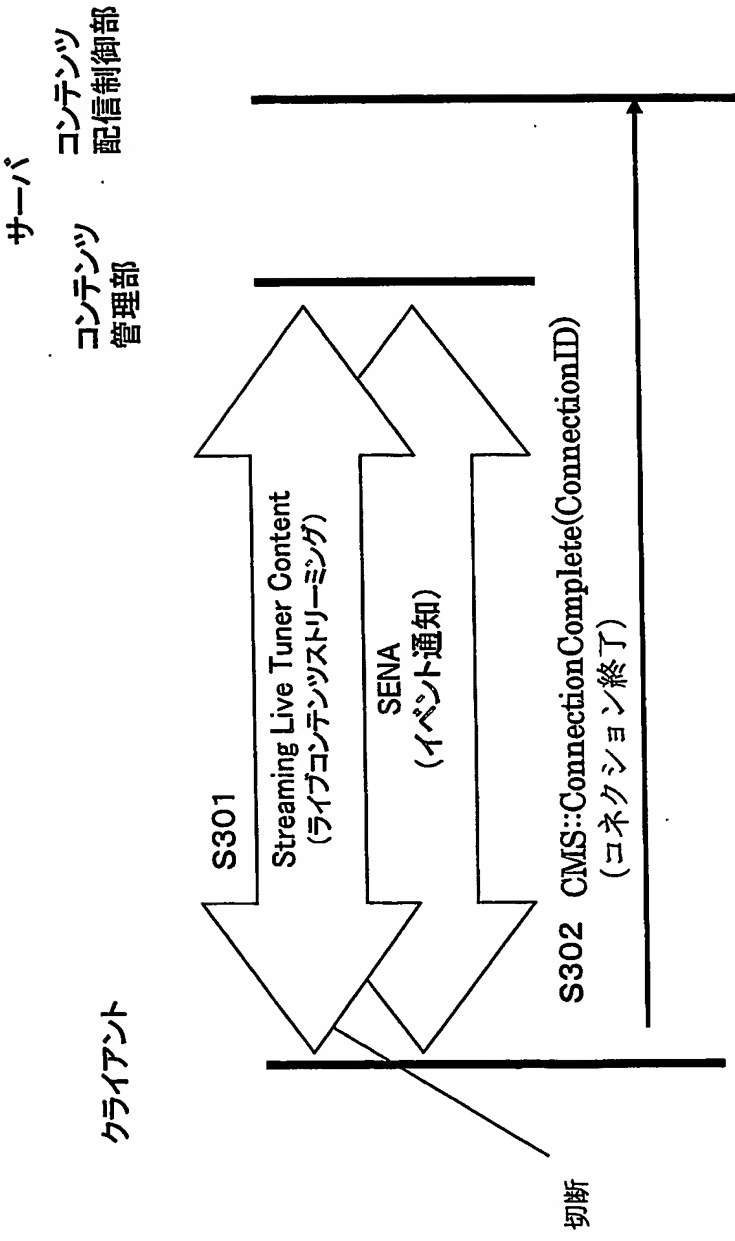 サーバ
クライアント
コンテンツ
管理部
コンテンツ
配信制御部
S301
Streaming Live Tuner Content
(ライブコンテンツストリーミング)
SENA
(イベント通知)
S302 CMS::ConnectionComplete(ConnectionID)
(コネクション終了)
切断